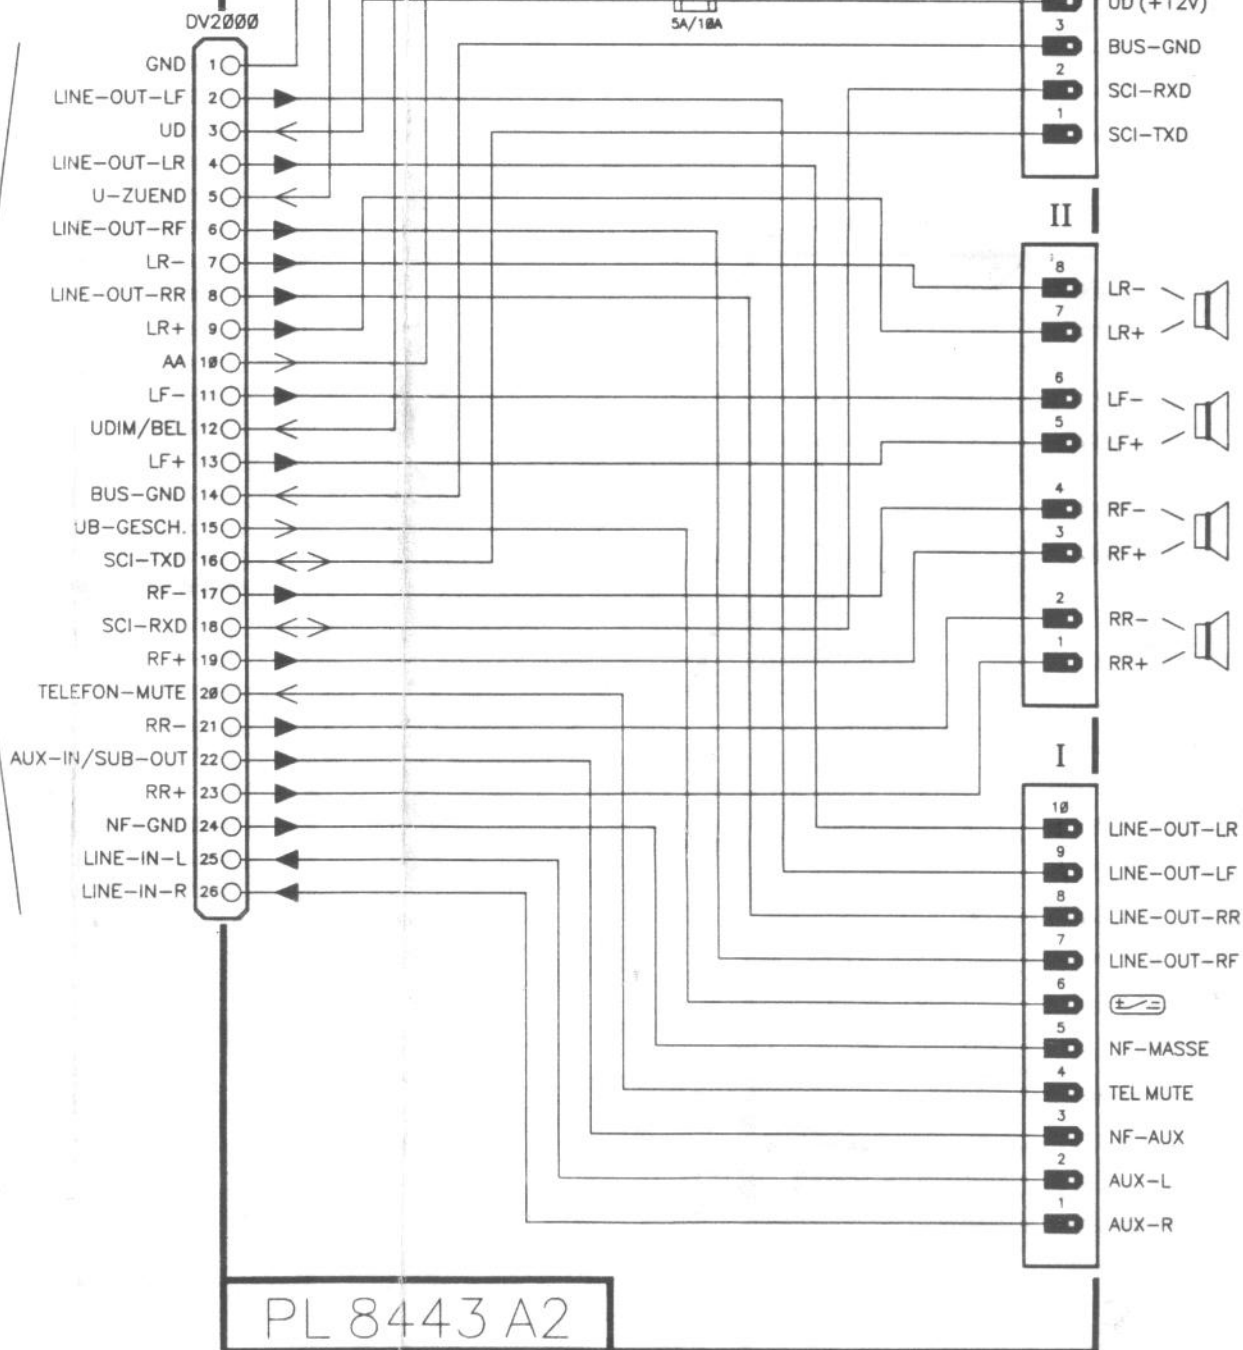 DV2000
5A/10A
GND 1
LINE-OUT-LF 2
UD 3
LINE-OUT-LR 4
U-ZUEND 5
LINE-OUT-RF 6
LR- 7
LINE-OUT-RR 8
LR+ 9
AA 10
LF- 11
UDIM/BEL 12
LF+ 13
BUS-GND 14
UB-GESCH. 15
SCI-TXD 16
RF- 17
SCI-RXD 18
RF+ 19
TELEFON-MUTE 20
RR- 21
AUX-IN/SUB-OUT 22
RR+ 23
NF-GND 24
LINE-IN-L 25
LINE-IN-R 26
UD (+12V)
3 BUS-GND
2 SCI-RXD
1 SCI-TXD
II
8 LR-
7 LR+
6 LF-
5 LF+
4 RF-
3 RF+
2 RR-
1 RR+
I
10 LINE-OUT-LR
9 LINE-OUT-LF
8 LINE-OUT-RR
7 LINE-OUT-RF
6
5 NF-MASSE
4 TEL MUTE
3 NF-AUX
2 AUX-L
1 AUX-R
PL 8443 A2